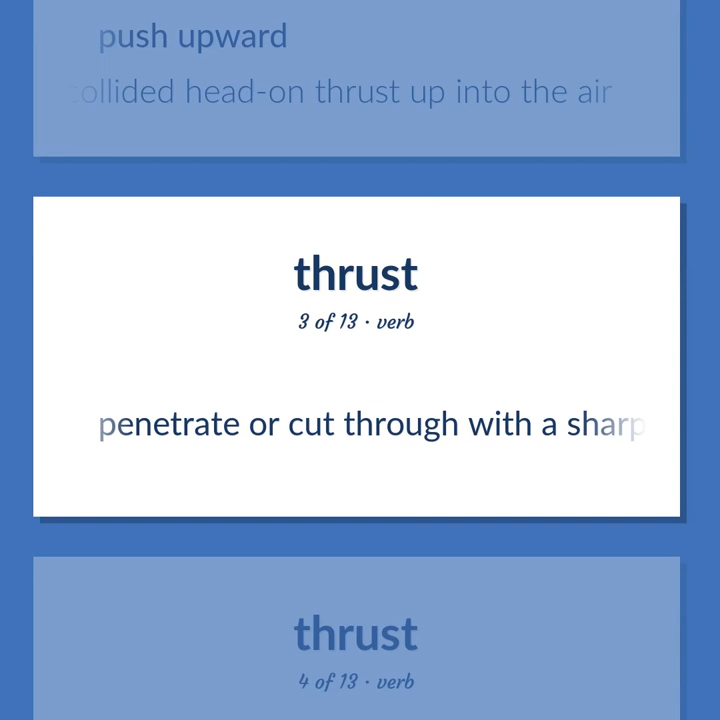 push upward
collided head-on thrust up into the air
thrust
3 of 13 · verb
penetrate or cut through with a sharp
thrust
4 of 13 · verb